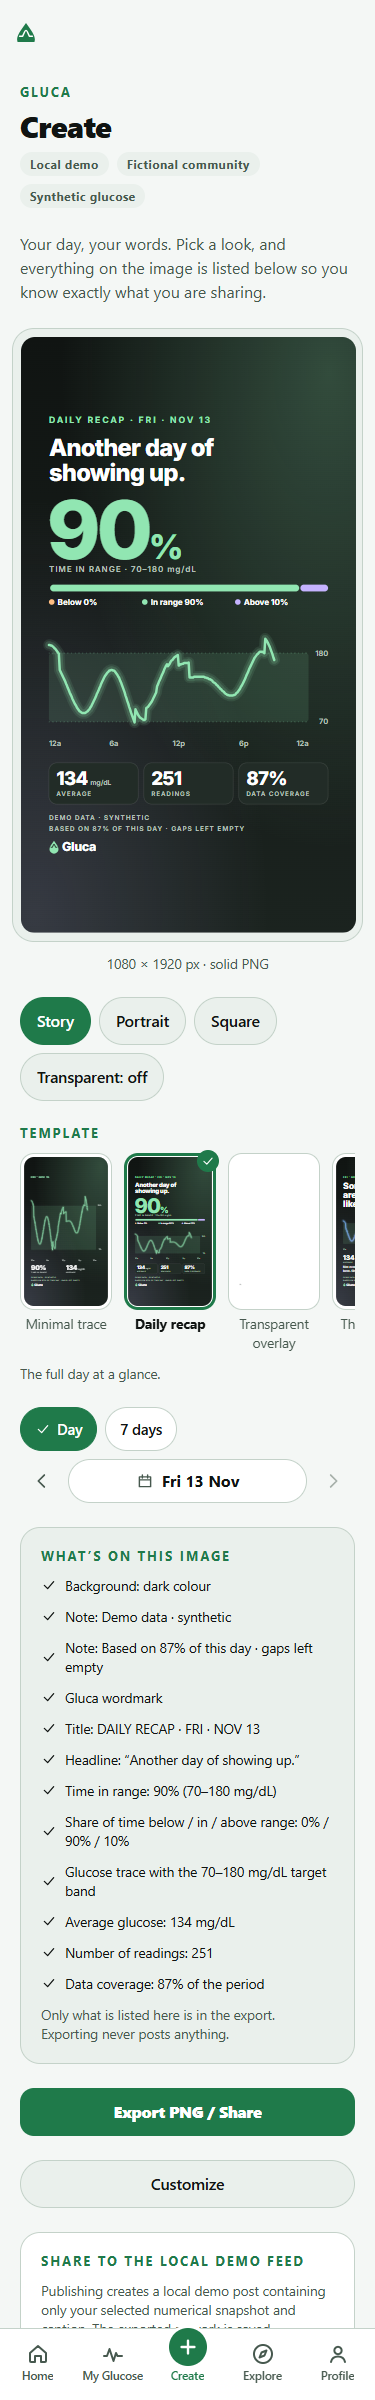 GLUCA
Create
Local demo
Fictional community
Synthetic glucose
Your day, your words. Pick a look, and
everything on the image is listed below so you
know exactly what you are sharing.
DAILY RECAP · FRI · NOV 13
Another day of
showing up.
90%
TIME IN RANGE · 70–180 mg/dL
Below 0%
In range 90%
Above 10%
180
70
12a
6a
12p
6p
12a
134 mg/dL
AVERAGE
251
READINGS
87%
DATA COVERAGE
DEMO DATA · SYNTHETIC
BASED ON 87% OF THIS DAY · GAPS LEFT EMPTY
Gluca
1080 × 1920 px · solid PNG
Story
Portrait
Square
Transparent: off
TEMPLATE
90%
134
Another day of
showing up.
90%
134
251
87%
134
Minimal trace
Daily recap
Transparent
overlay
Th
The full day at a glance.
Day
7 days
Fri 13 Nov
WHAT'S ON THIS IMAGE
Background: dark colour
Note: Demo data · synthetic
Note: Based on 87% of this day · gaps left
empty
Gluca wordmark
Title: DAILY RECAP · FRI · NOV 13
Headline: “Another day of showing up.”
Time in range: 90% (70–180 mg/dL)
Share of time below / in / above range: 0% /
90% / 10%
Glucose trace with the 70–180 mg/dL target
band
Average glucose: 134 mg/dL
Number of readings: 251
Data coverage: 87% of the period
Only what is listed here is in the export.
Exporting never posts anything.
Export PNG / Share
Customize
SHARE TO THE LOCAL DEMO FEED
Publishing creates a local demo post containing
only your selected numerical snapshot and
Home
My Glucose
Create
Explore
Profile